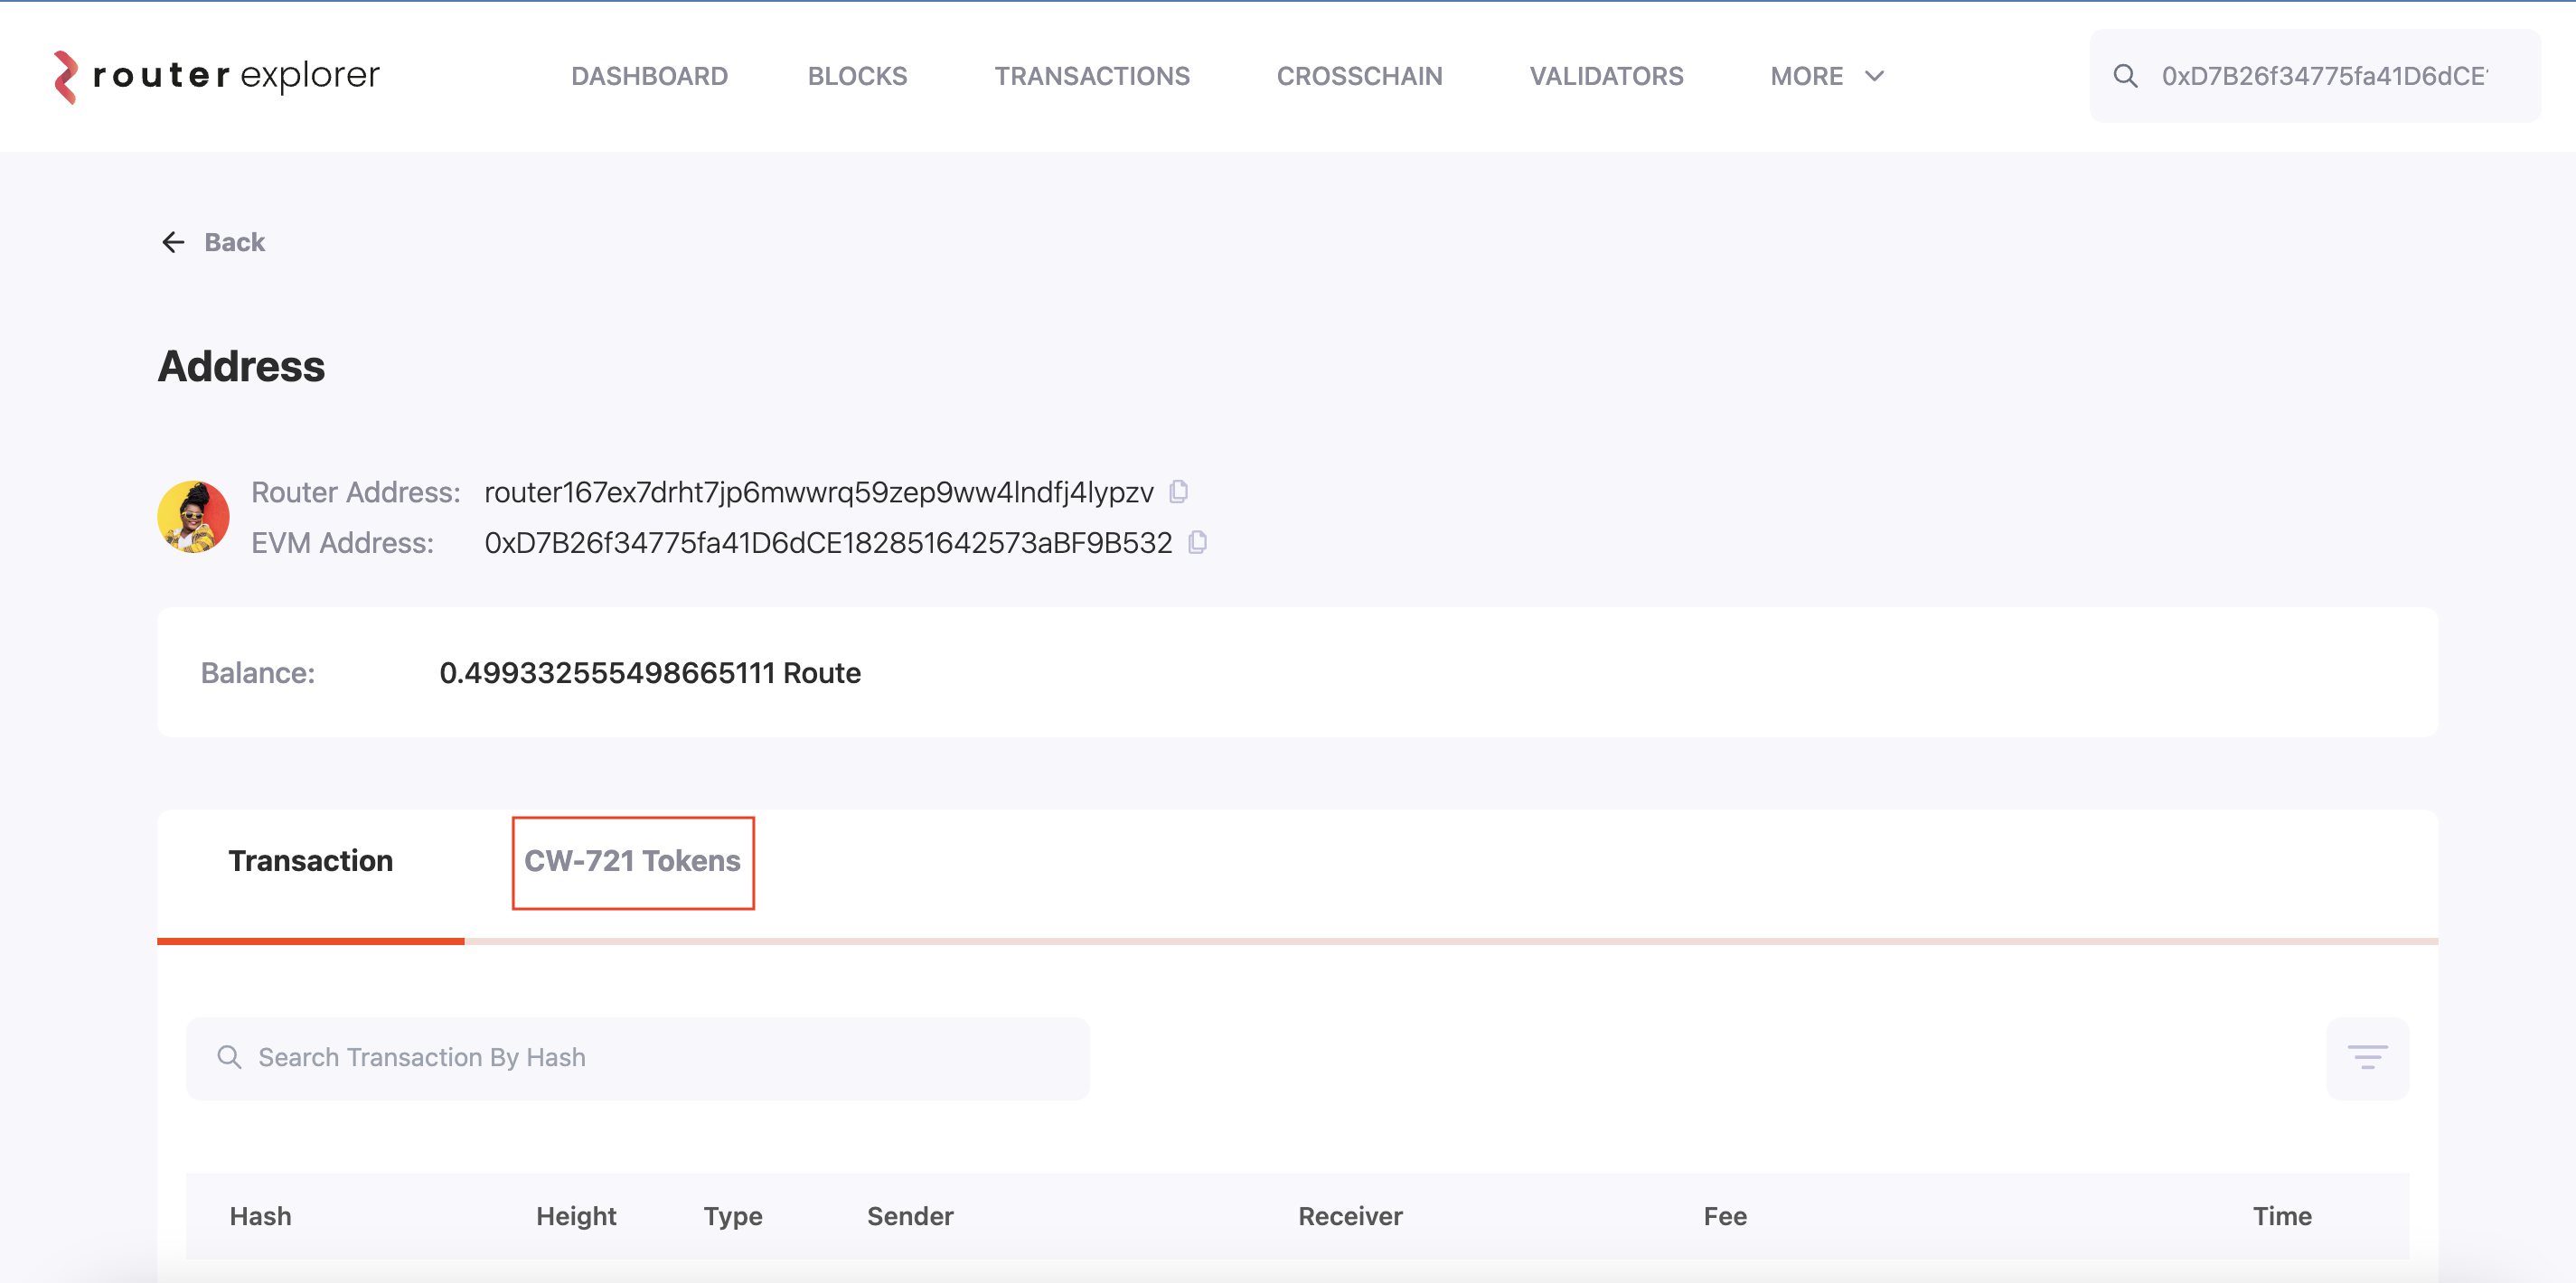 router explorer
DASHBOARD BLOCKS TRANSACTIONS CROSSCHAIN VALIDATORS MORE
0xD7B26f34775fa41D6dCE
Back
Address
Router Address: router167ex7drht7jp6mwwrq59zep9ww4lndfj4lypzv
EVM Address: 0xD7B26f34775fa41D6dCE182851642573aBF9B532
Balance: 0.499332555498665111 Route
Transaction CW-721 Tokens
Search Transaction By Hash
Hash Height Type Sender Receiver Fee Time